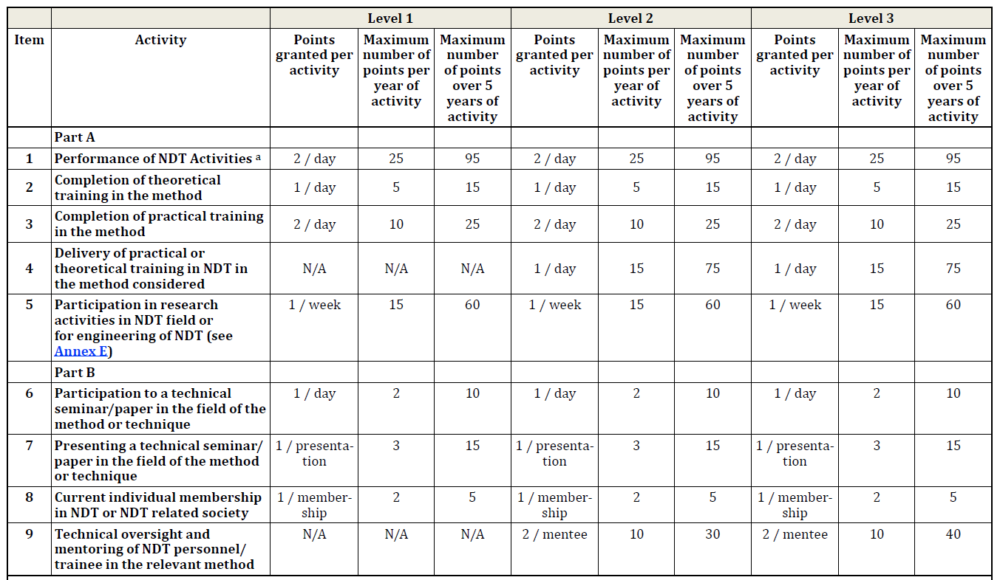 Level 1 Level 2 Level 3
Item Activity Points granted per activity Maximum number of points per year of activity Maximum number of points over 5 years of activity Points granted per activity Maximum number of points per year of activity Maximum number of points over 5 years of activity Points granted per activity Maximum number of points per year of activity Maximum number of points over 5 years of activity
Part A
1 Performance of NDT Activities a 2 / day 25 95 2 / day 25 95 2 / day 25 95
2 Completion of theoretical training in the method 1 / day 5 15 1 / day 5 15 1 / day 5 15
3 Completion of practical training in the method 2 / day 10 25 2 / day 10 25 2 / day 10 25
4 Delivery of practical or theoretical training in NDT in the method considered N/A N/A N/A 1 / day 15 75 1 / day 15 75
5 Participation in research activities in NDT field or for engineering of NDT (see Annex E) 1 / week 15 60 1 / week 15 60 1 / week 15 60
Part B
6 Participation to a technical seminar/paper in the field of the method or technique 1 / day 2 10 1 / day 2 10 1 / day 2 10
7 Presenting a technical seminar/ paper in the field of the method or technique 1 / presenta-tion 3 15 1 / presenta-tion 3 15 1 / presenta-tion 3 15
8 Current individual membership in NDT or NDT related society 1 / member-ship 2 5 1 / member-ship 2 5 1 / member-ship 2 5
9 Technical oversight and mentoring of NDT personnel/ trainee in the relevant method N/A N/A N/A 2 / mentee 10 30 2 / mentee 10 40